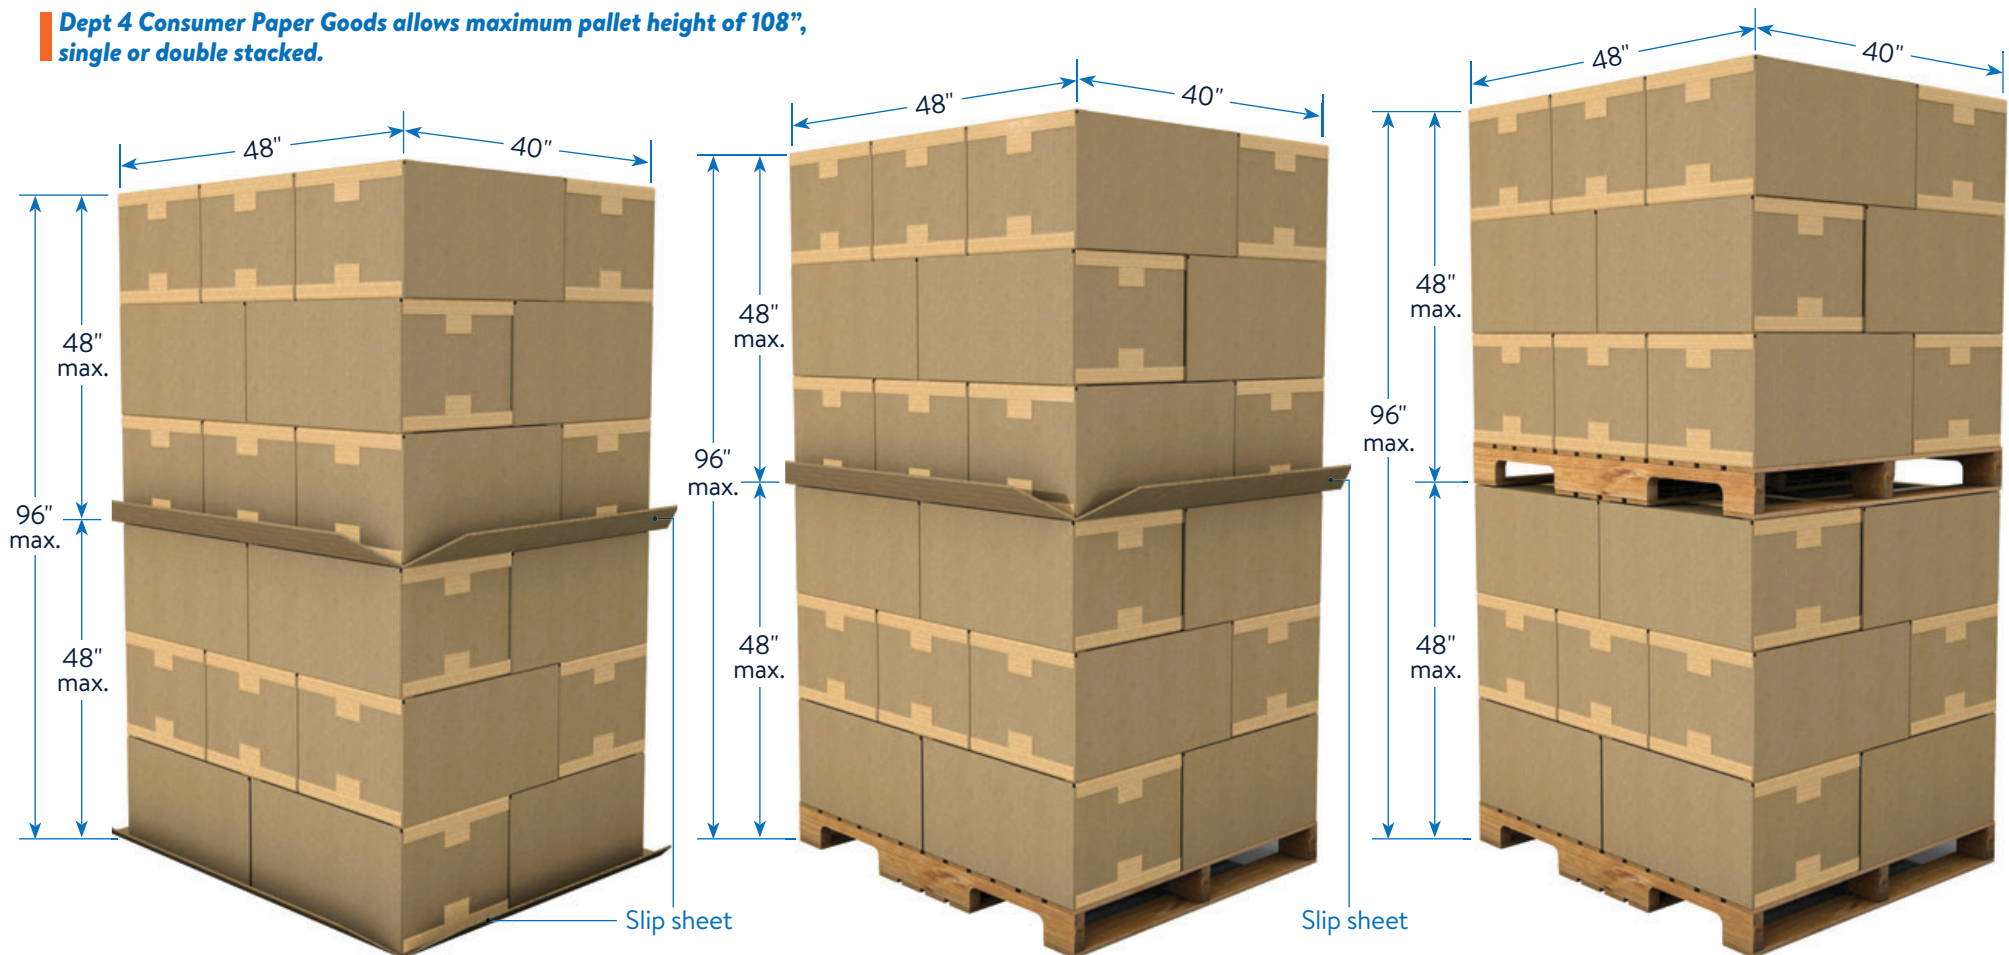 Dept 4 Consumer Paper Goods allows maximum pallet height of 108”,
single or double stacked.
48"
40"
48"
max.
96"
max.
48"
max.
Slip sheet
48"
40"
48"
max.
96"
max.
48"
max.
Slip sheet
48"
40"
48"
max.
96"
max.
48"
max.